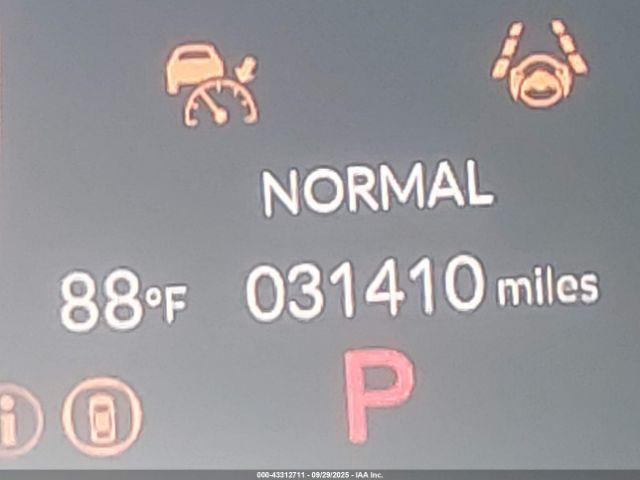 NORMAL
88°F 031410 miles
i
P
000-43312711 - 09/29/2025 - IAA Inc.